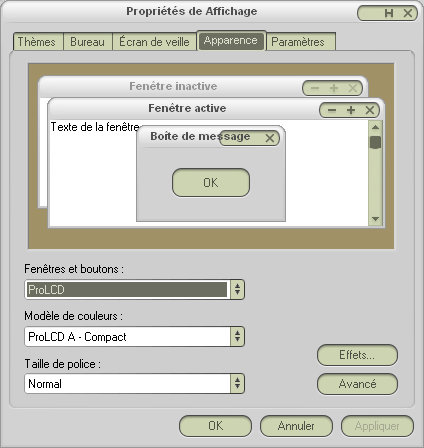 Propriétés de Affichage
Thèmes Bureau Écran de veille Apparence Paramètres
Fenêtre inactive
Fenêtre active
Texte de la fenêtre
Boîte de message
OK
Fenêtres et boutons :
ProLCD
Modèle de couleurs :
ProLCD A - Compact
Effets...
Taille de police :
Normal
Avancé
OK Annuler Appliquer